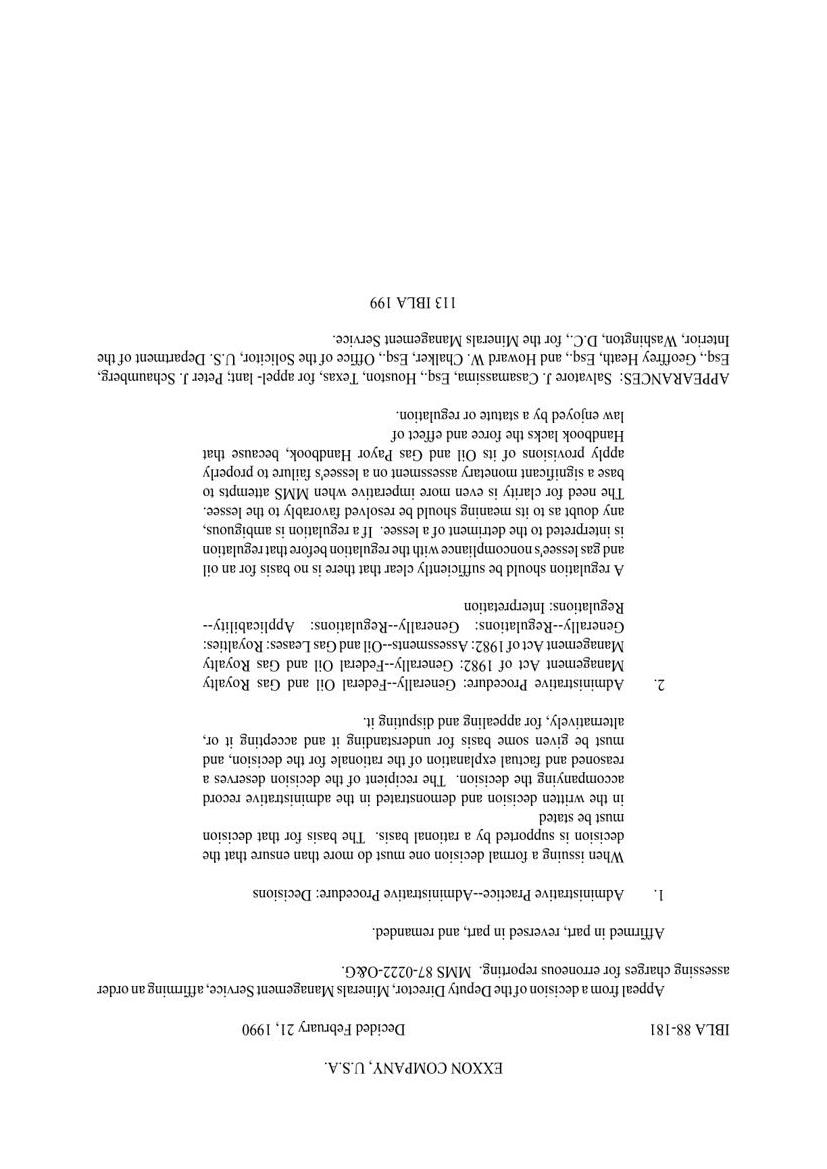 EXXON COMPANY, U.S.A.
IBLA 88-181 Decided February 21, 1990
Appeal from a decision of the Deputy Director, Minerals Management Service, affirming an order
assessing charges for erroneous reporting. MMS 87-0222-O&G.
Affirmed in part, reversed in part, and remanded.
1. Administrative Practice--Administrative Procedure: Decisions
When issuing a formal decision one must do more than ensure that the
decision is supported by a rational basis. The basis for that decision
must be stated
in the written decision and demonstrated in the administrative record
accompanying the decision. The recipient of the decision deserves a
reasoned and factual explanation of the rationale for the decision, and
must be given some basis for understanding it and accepting it or,
alternatively, for appealing and disputing it.
2. Administrative Procedure: Generally--Federal Oil and Gas Royalty
Management Act of 1982: Generally--Federal Oil and Gas Royalty
Management Act of 1982: Assessments--Oil and Gas Leases: Royalties:
Generally--Regulations: Generally--Regulations: Applicability--
Regulations: Interpretation
A regulation should be sufficiently clear that there is no basis for an oil
and gas lessee's noncompliance with the regulation before that regulation
is interpreted to the detriment of a lessee. If a regulation is ambiguous,
any doubt as to its meaning should be resolved favorably to the lessee.
The need for clarity is even more imperative when MMS attempts to
base a significant monetary assessment on a lessee's failure to properly
apply provisions of its Oil and Gas Payor Handbook, because that
Handbook lacks the force and effect of
law enjoyed by a statute or regulation.
APPEARANCES: Salvatore J. Casamassima, Esq., Houston, Texas, for appel- lant; Peter J. Schaumberg,
Esq., Geoffrey Heath, Esq., and Howard W. Chalker, Esq., Office of the Solicitor, U.S. Department of the
Interior, Washington, D.C., for the Minerals Management Service.
113 IBLA 199